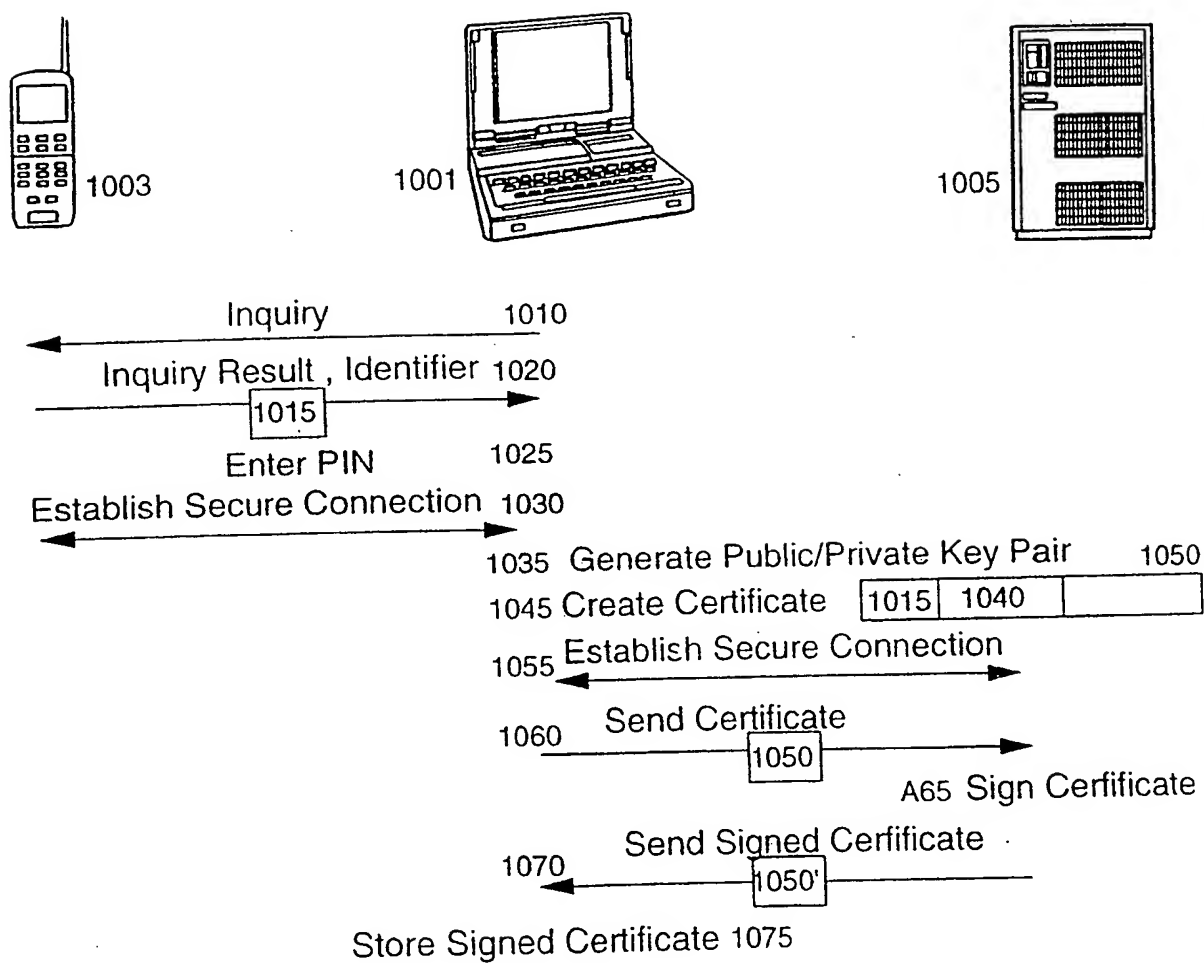 1003
1001
1005
Inquiry 1010
Inquiry Result , Identifier 1020
1015
Enter PIN 1025
Establish Secure Connection 1030
1035 Generate Public/Private Key Pair 1050
1045 Create Certificate 1015 1040
1055 Establish Secure Connection
1060 Send Certificate
1050
A65 Sign Cerfificate
Send Signed Cerfificate
1070
1050'
Store Signed Certificate 1075